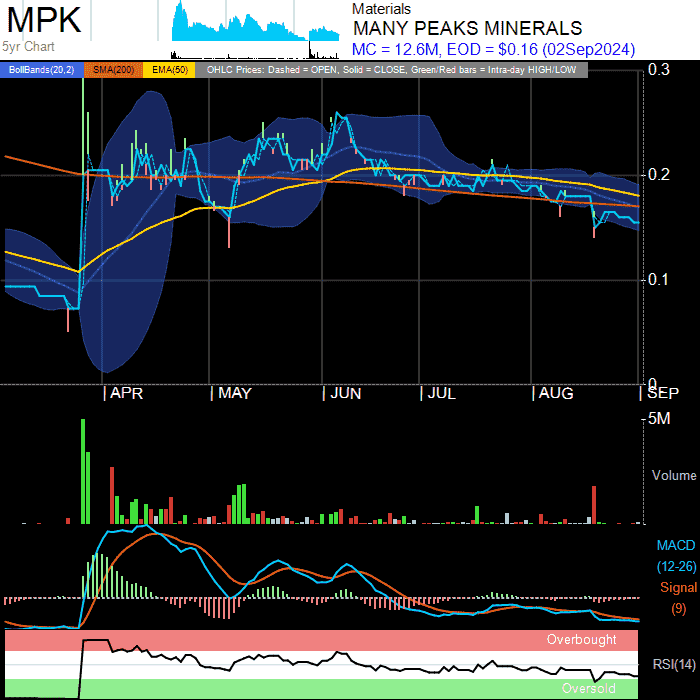 MPK
5yr Chart
Materials
MANY PEAKS MINERALS
MC = 12.6M, EOD = $0.16 (02Sep2024)
BollBands(20,2) SMA(200) EMA(50) OHLC Prices: Dashed = OPEN, Solid = CLOSE, Green/Red bars = Intra-day HIGH/LOW
0.3
0.2
0.1
0
| APR | MAY | JUN | JUL | AUG | SEP
5M
Volume
MACD
(12-26)
Signal
(9)
Overbought
RSI(14)
Oversold